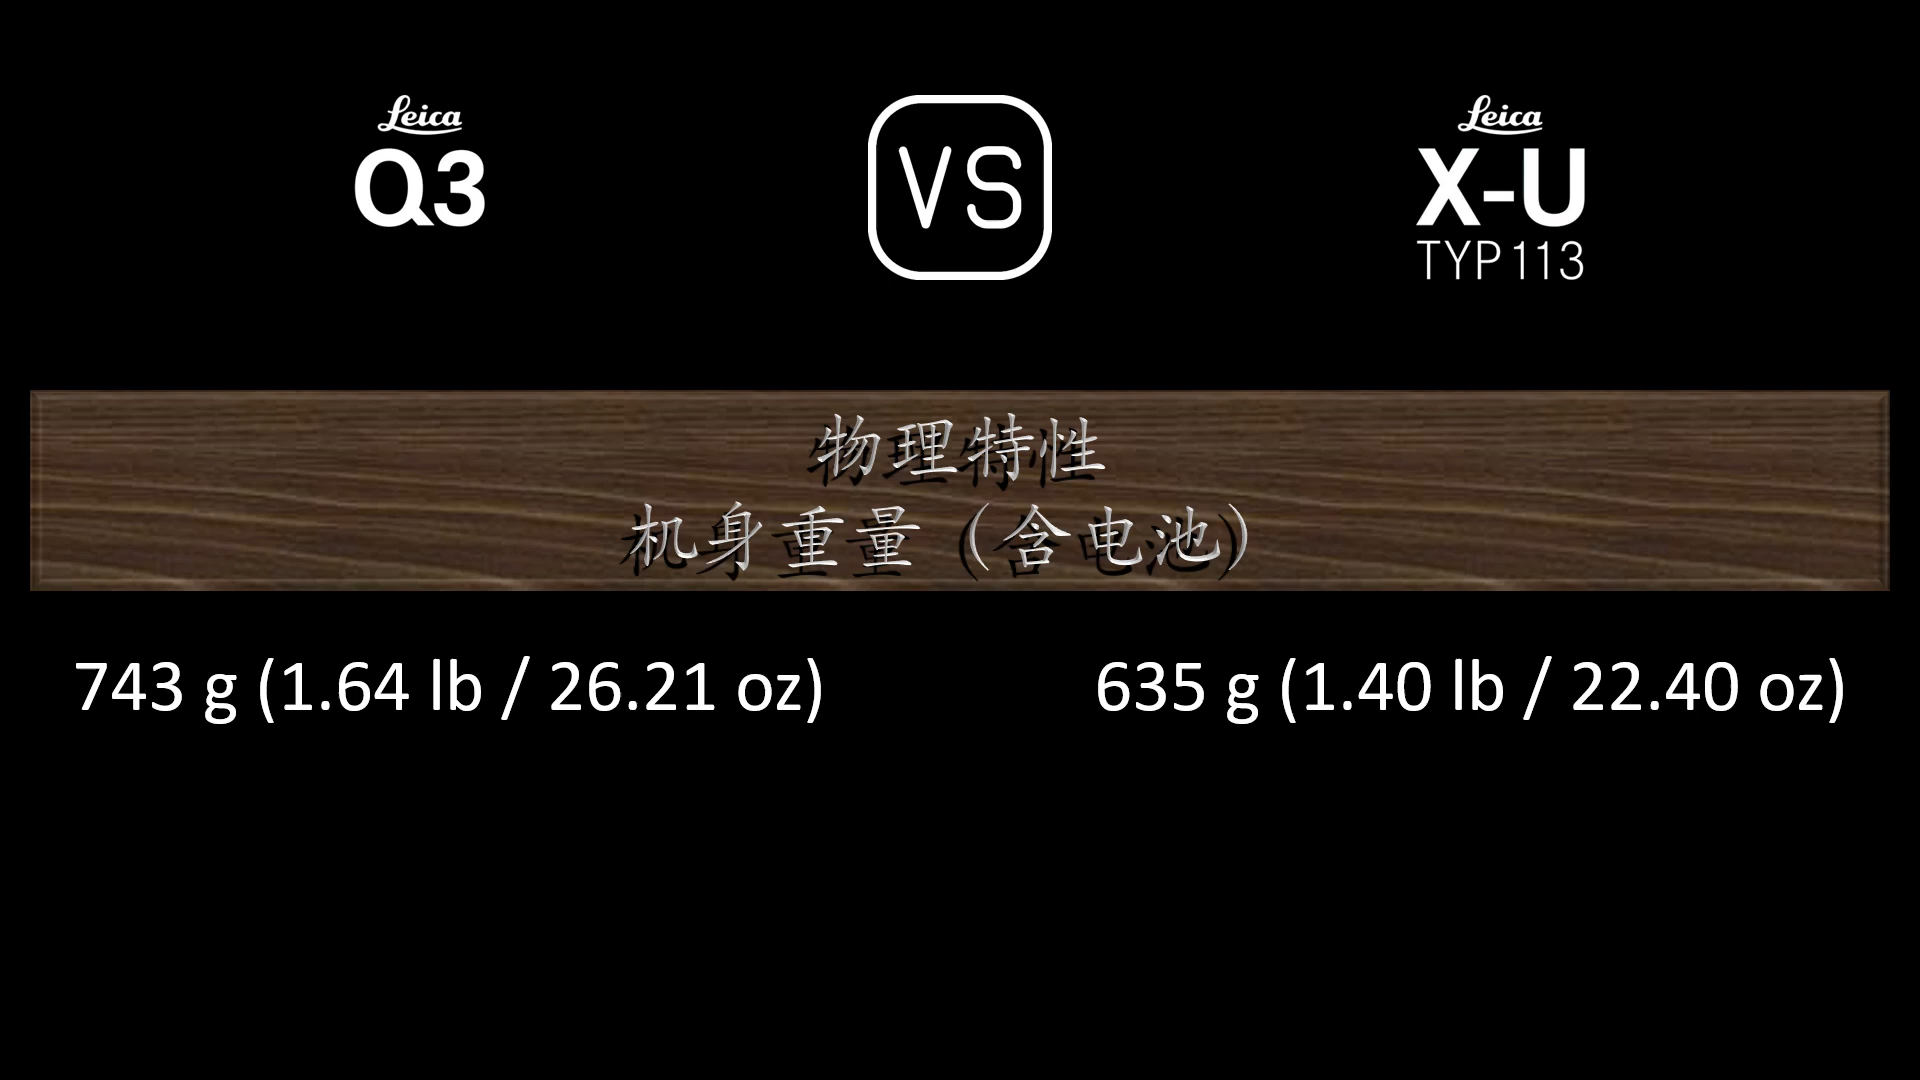 Leica
Q3
VS
Leica
X-U
TYP 113
物理特性
机身重量（含电池）
743 g (1.64 lb / 26.21 oz)
635 g (1.40 lb / 22.40 oz)